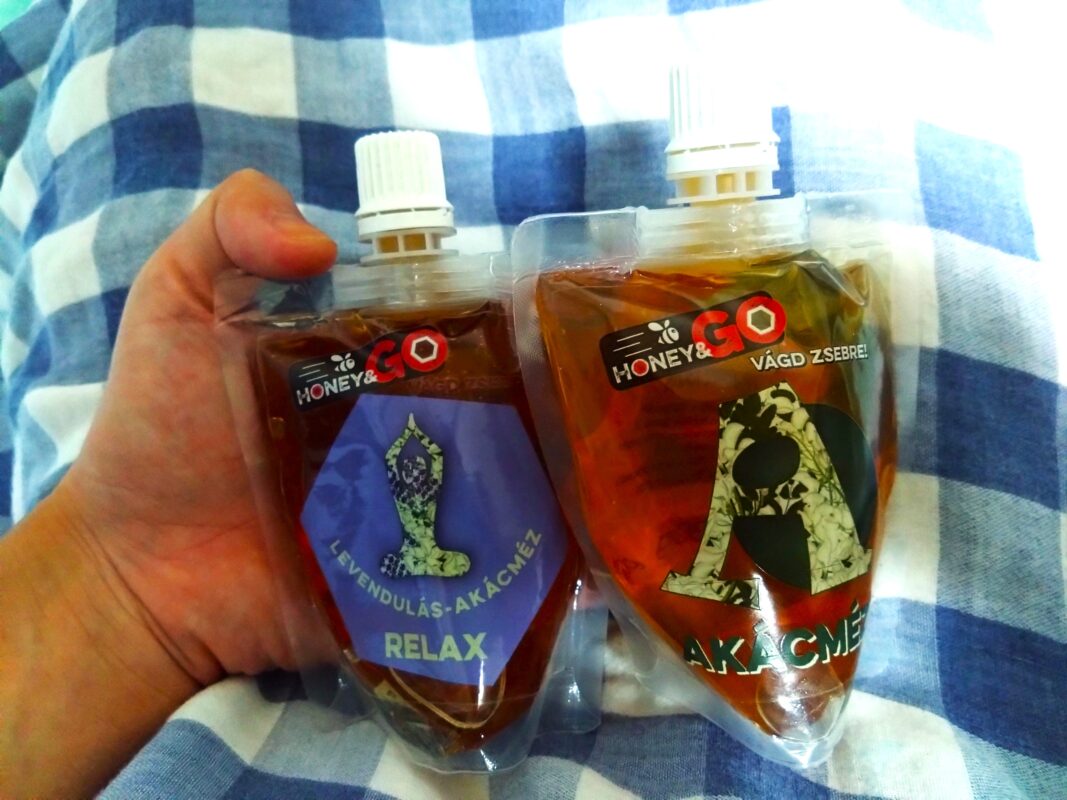 HONEY&GO
VÁGD ZSEBRE!
LEVENDULÁS-AKÁCMÉZ
RELAX
HONEY&GO
VÁGD ZSEBRE!
A
AKÁCMÉZ